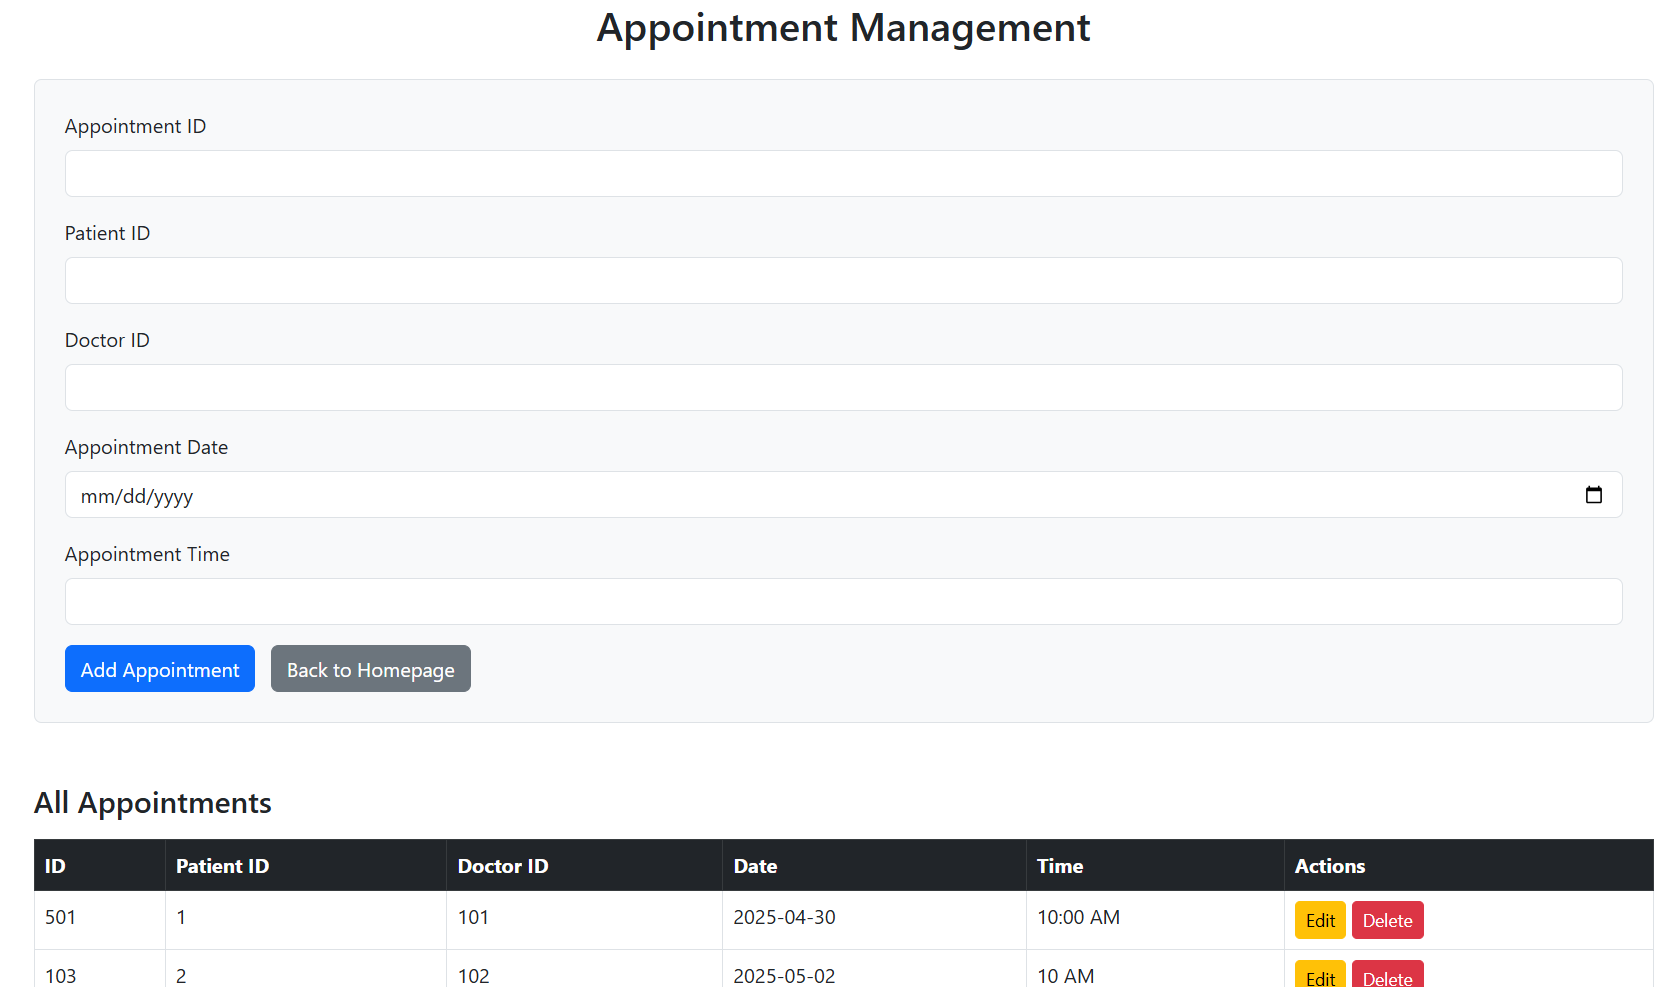 Appointment Management
Appointment ID
Patient ID
Doctor ID
Appointment Date
mm/dd/yyyy
Appointment Time
Add Appointment Back to Homepage
All Appointments
ID Patient ID Doctor ID Date Time Actions
501 1 101 2025-04-30 10:00 AM Edit Delete
103 2 102 2025-05-02 10 AM Edit Delete